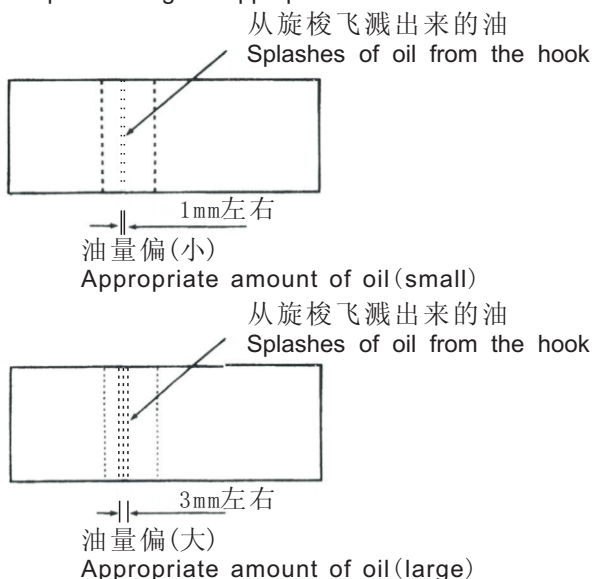 从旋梭飞溅出来的油
Splashes of oil from the hook
1mm左右
油量偏(小)
Appropriate amount of oil(small)
从旋梭飞溅出来的油
Splashes of oil from the hook
3mm左右
油量偏(大)
Appropriate amount of oil(large)